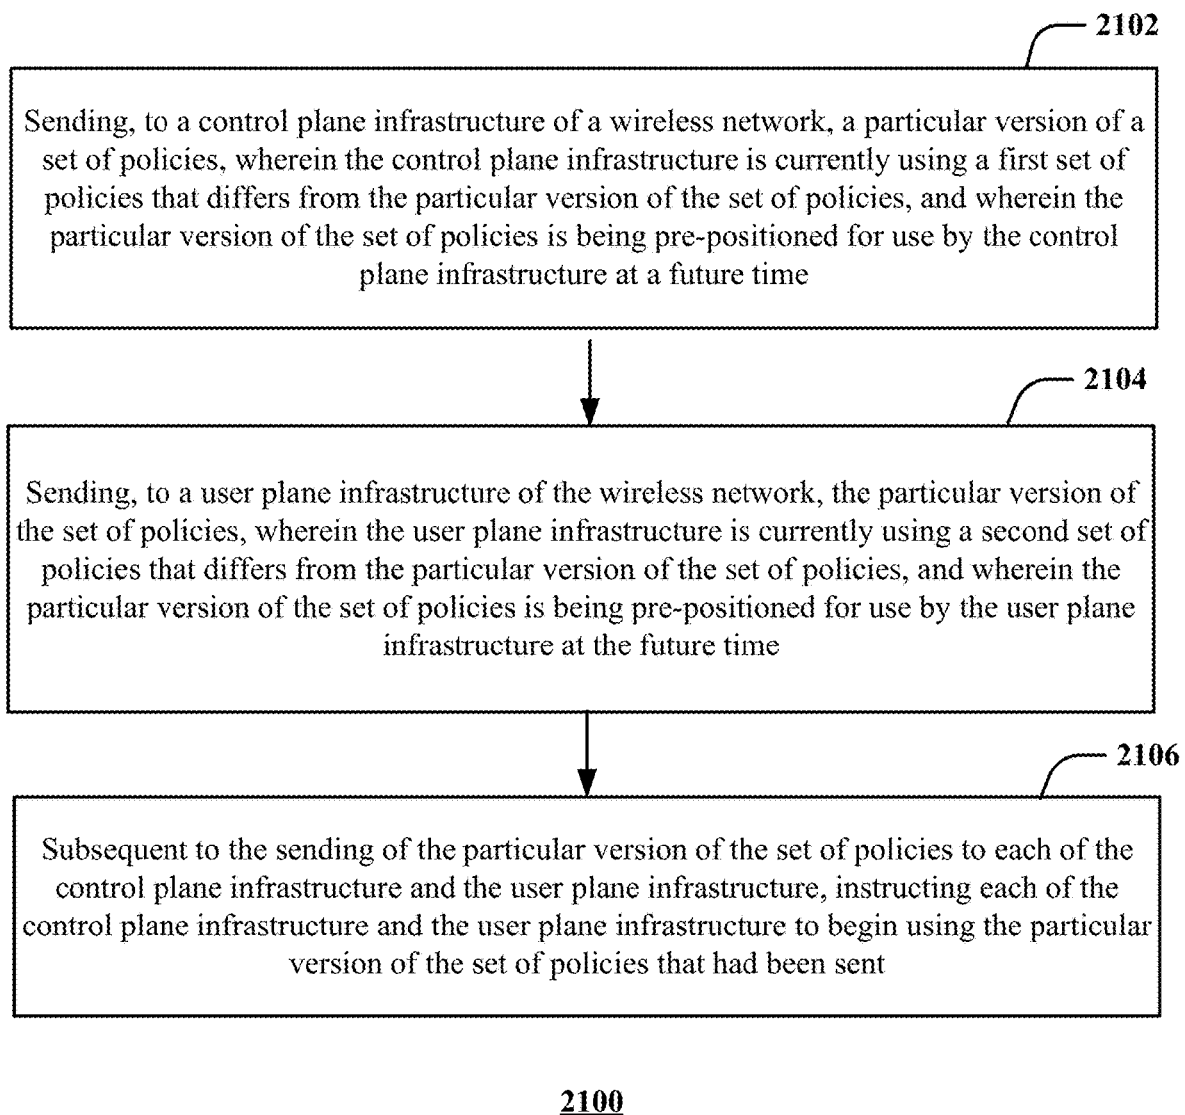 2102
Sending, to a control plane infrastructure of a wireless network, a particular version of a
set of policies, wherein the control plane infrastructure is currently using a first set of
policies that differs from the particular version of the set of policies, and wherein the
particular version of the set of policies is being pre-positioned for use by the control
plane infrastructure at a future time
2104
Sending, to a user plane infrastructure of the wireless network, the particular version of
the set of policies, wherein the user plane infrastructure is currently using a second set of
policies that differs from the particular version of the set of policies, and wherein the
particular version of the set of policies is being pre-positioned for use by the user plane
infrastructure at the future time
2106
Subsequent to the sending of the particular version of the set of policies to each of the
control plane infrastructure and the user plane infrastructure, instructing each of the
control plane infrastructure and the user plane infrastructure to begin using the particular
version of the set of policies that had been sent
2100